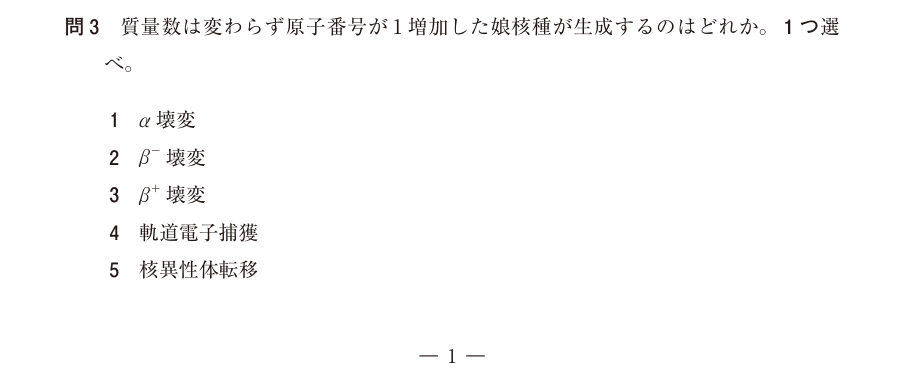 問3　質量数は変わらず原子番号が1増加した娘核種が生成するのはどれか。1つ選
べ。
1　α壊変
2　β⁻壊変
3　β⁺壊変
4　軌道電子捕獲
5　核異性体転移
― 1 ―